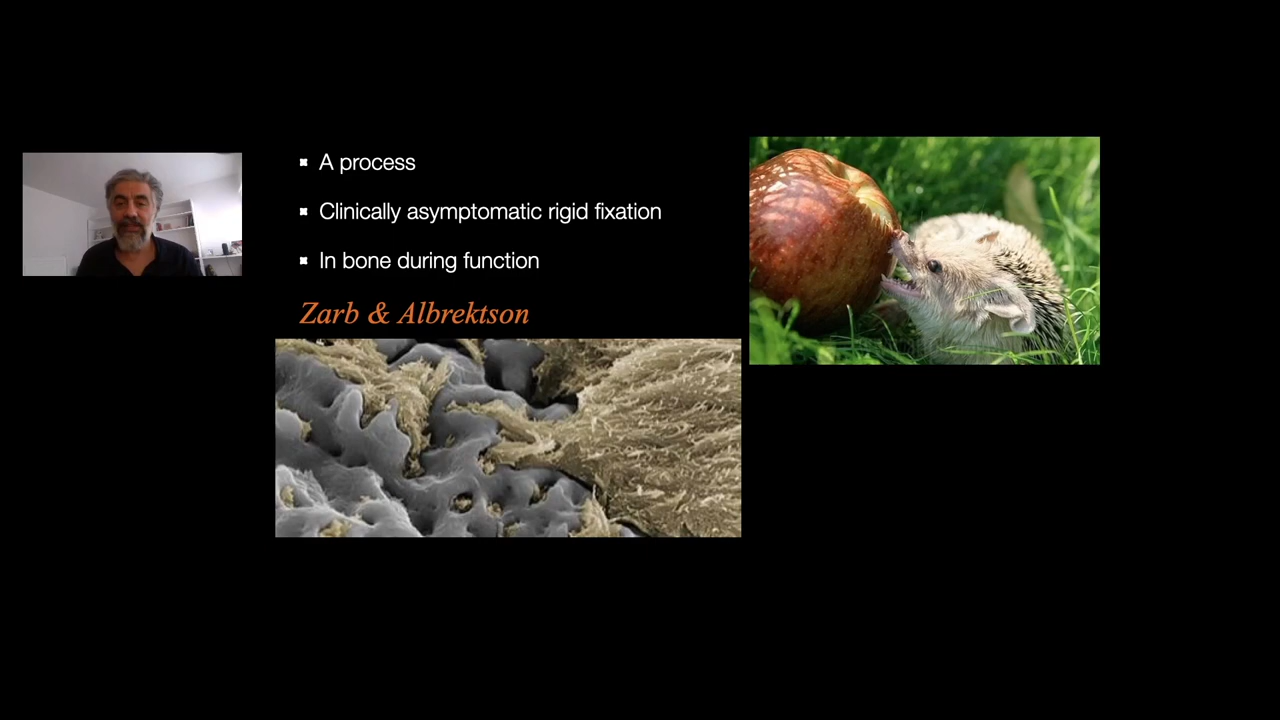 A process
Clinically asymptomatic rigid fixation
In bone during function
Zarb & Albrektson